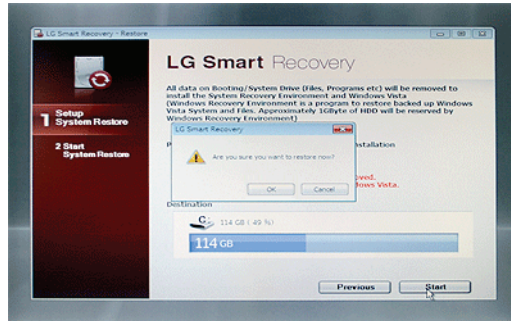 LG Smart Recovery - Restore
LG Smart Recovery
All data on Booting/System Drive (Files, Programs etc) will be removed to
install the System Recovery Environment and Windows Vista
(Windows Recovery Environment is a program to restore backed up Windows
Vista System and Files. Approximately 1GByte of HDD will be reserved by
Windows Recovery Environment)
1 Setup
System Restore
2 Start
System Restore
LG Smart Recovery
Are you sure you want to restore now?
OK
Cancel
Destination
C:
114 GB ( 49 %)
114 GB
Previous
Start